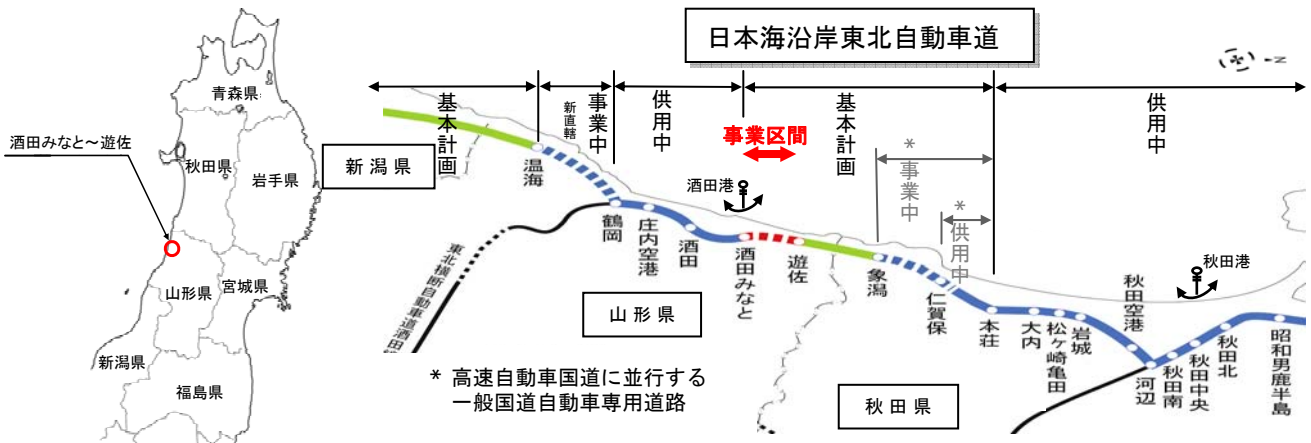 日本海沿岸東北自動車道
N
基本計画
新直轄
事業中
供用中
基本計画
供用中
事業区間
*事業中
*供用中
青森県
秋田県
岩手県
山形県
宮城県
新潟県
福島県
酒田みなと~遊佐
新潟県
山形県
秋田県
温海
鶴岡
庄内空港
酒田
酒田みなと
遊佐
象潟
仁賀保
本荘
大内
松ヶ崎亀田
岩城
秋田空港
河辺
秋田南
秋田中央
秋田北
昭和男鹿半島
酒田港
秋田港
東北横断自動車道酒田
* 高速自動車国道に並行する
一般国道自動車専用道路